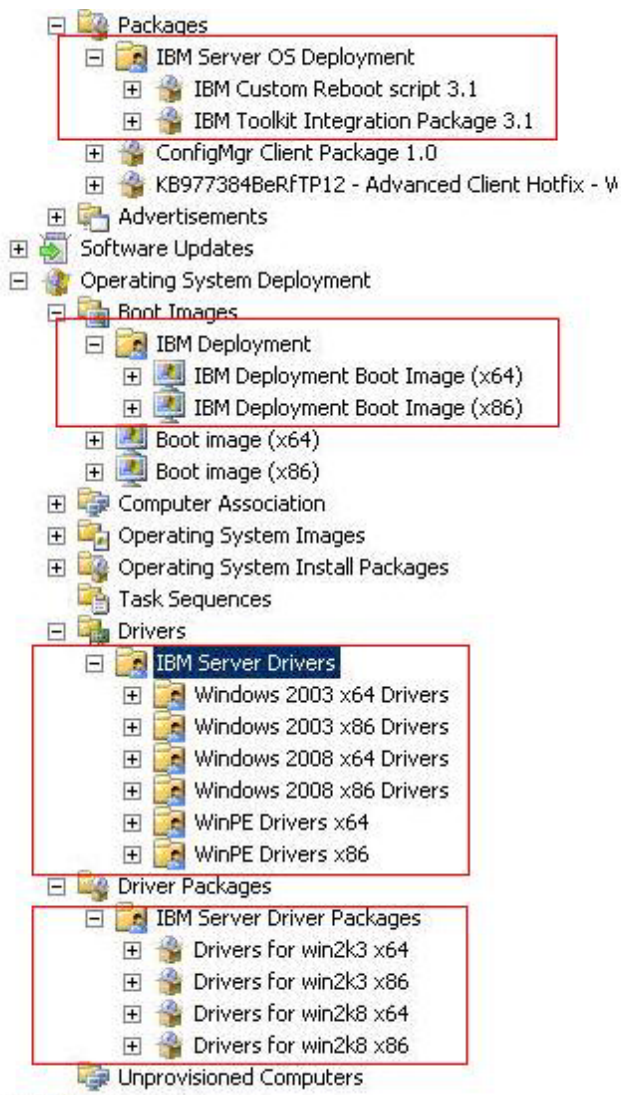 Packages
IBM Server OS Deployment
IBM Custom Reboot script 3.1
IBM Toolkit Integration Package 3.1
ConfigMgr Client Package 1.0
KB977384BeRfTP12 - Advanced Client Hotfix - W
Advertisements
Software Updates
Operating System Deployment
Boot Images
IBM Deployment
IBM Deployment Boot Image (x64)
IBM Deployment Boot Image (x86)
Boot image (x64)
Boot image (x86)
Computer Association
Operating System Images
Operating System Install Packages
Task Sequences
Drivers
IBM Server Drivers
Windows 2003 x64 Drivers
Windows 2003 x86 Drivers
Windows 2008 x64 Drivers
Windows 2008 x86 Drivers
WinPE Drivers x64
WinPE Drivers x86
Driver Packages
IBM Server Driver Packages
Drivers for win2k3 x64
Drivers for win2k3 x86
Drivers for win2k8 x64
Drivers for win2k8 x86
Unprovisioned Computers